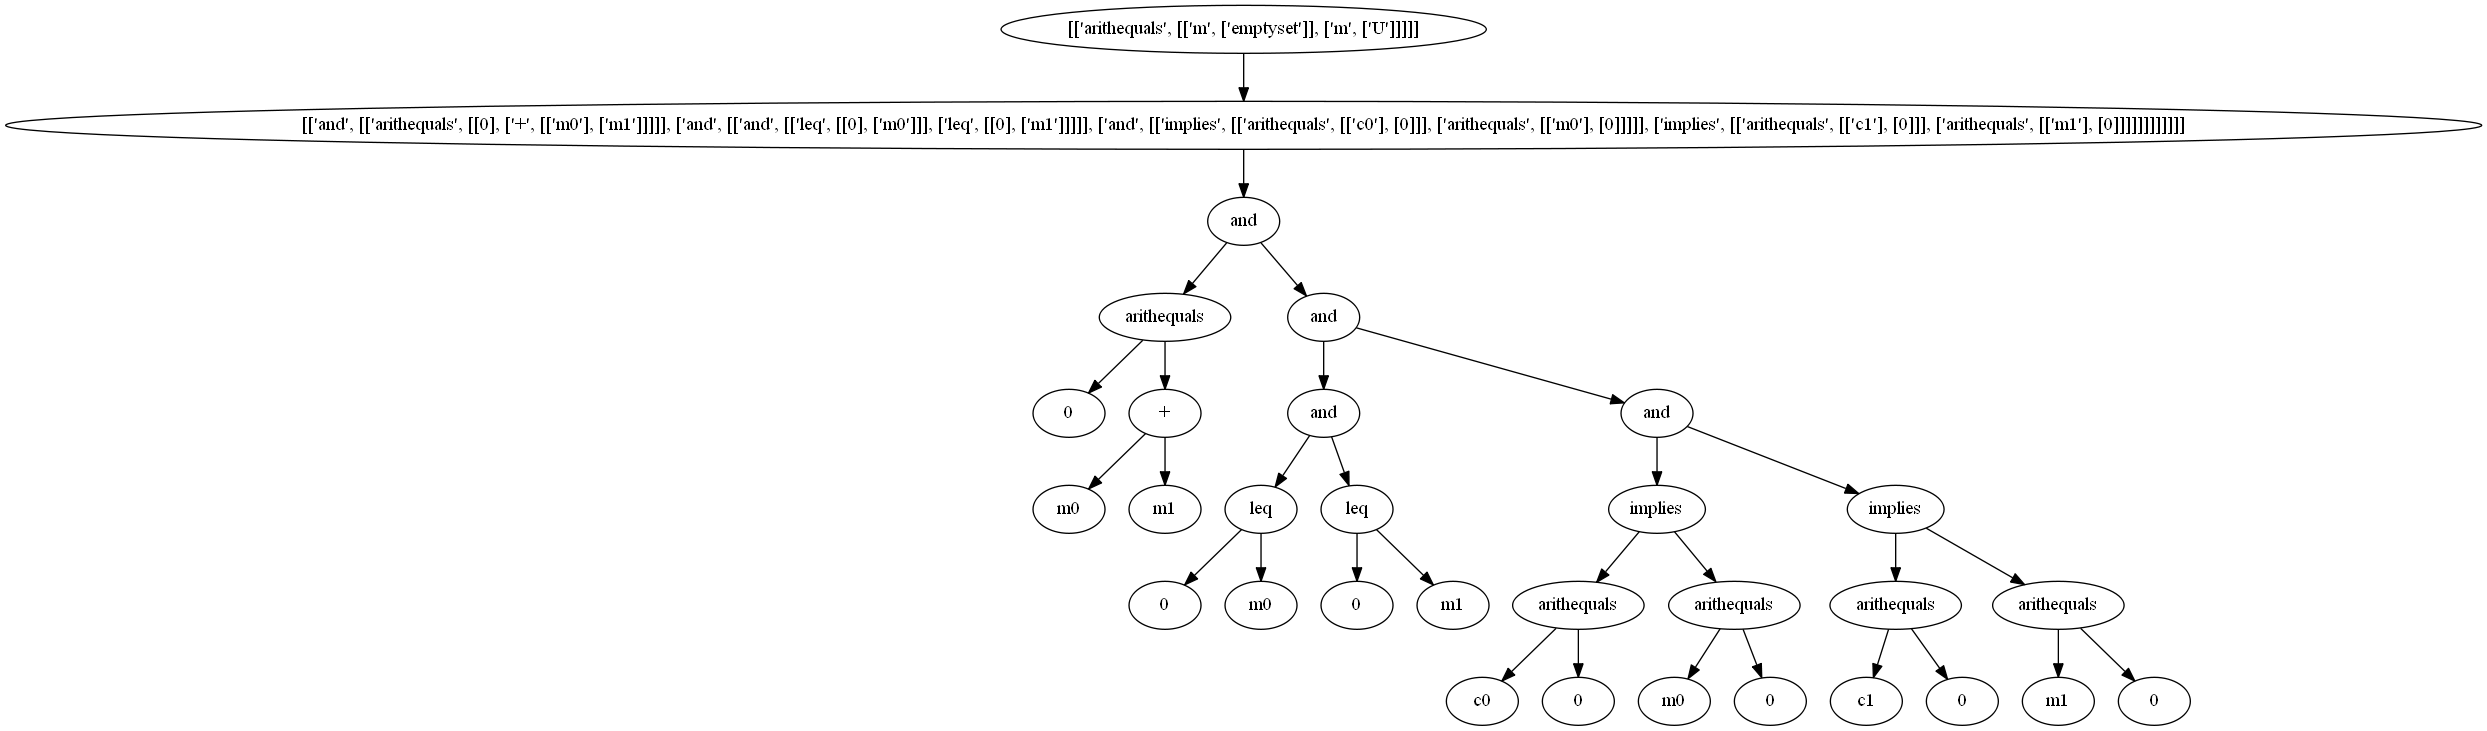 [['arithequals', [['m', ['emptyset']], ['m', ['U']]]]]
[['and', [['arithequals', [[0], ['+', [['m0'], ['m1']]]]], ['and', [['and', [['leq', [[0], ['m0']]], ['leq', [[0], ['m1']]]]], ['and', [['implies', [['arithequals', [['c0'], [0]]], ['arithequals', [['m0'], [0]]]]], ['implies', [['arithequals', [['c1'], [0]]], ['arithequals', [['m1'], [0]]]]]]]]]]]]
and
arithequals
and
0
+
and
and
m0
m1
leq
leq
implies
implies
0
m0
0
m1
arithequals
arithequals
arithequals
arithequals
c0
0
m0
0
c1
0
m1
0